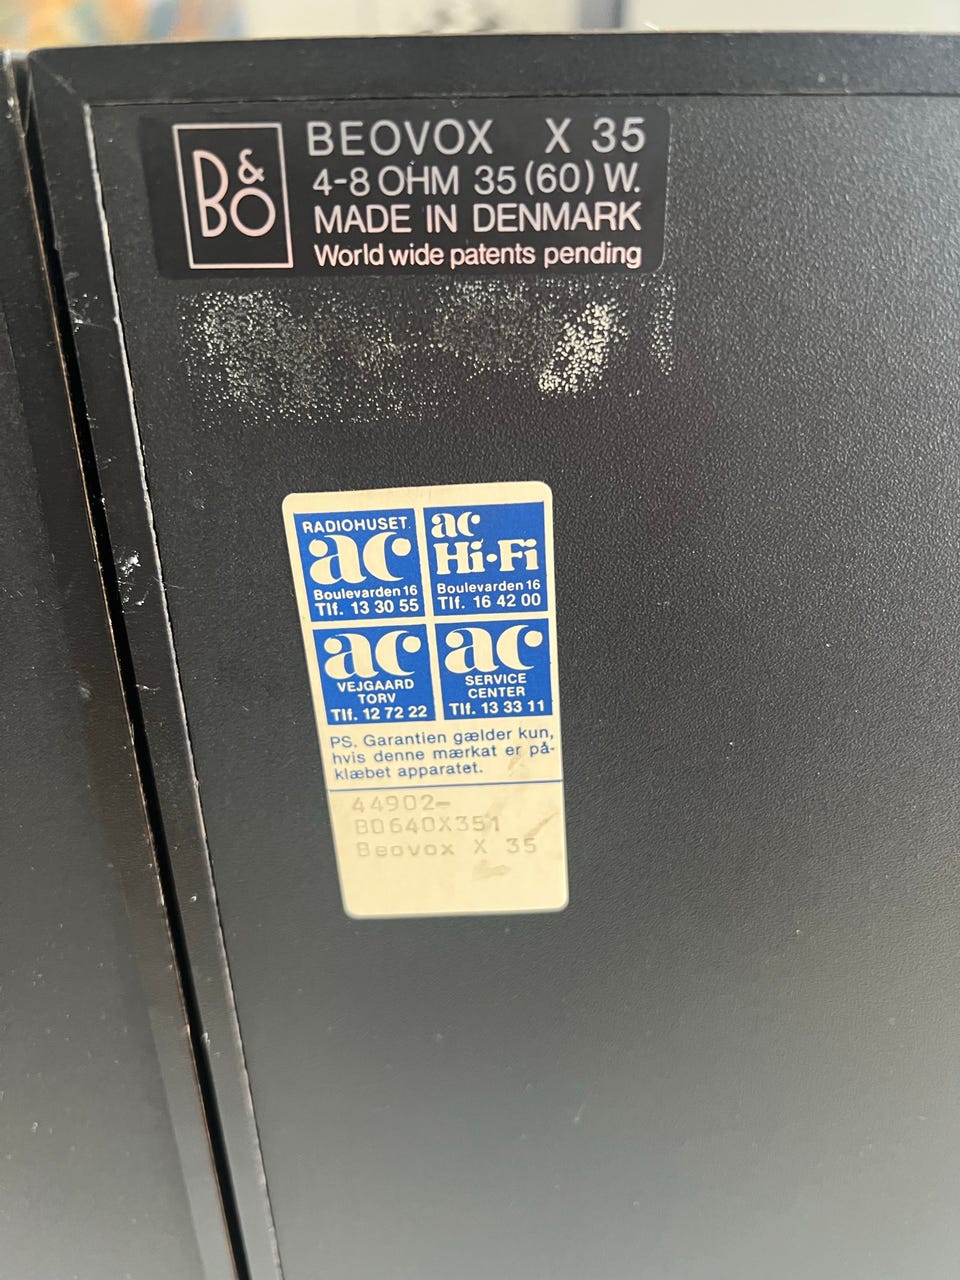 B&O
BEOVOX X 35
4-8 OHM 35 (60) W.
MADE IN DENMARK
World wide patents pending
RADIOHUSET
ac
Boulevarden 16
Tlf. 13 30 55
ac
Hi-Fi
Boulevarden 16
Tlf. 16 42 00
ac
VEJGAARD
TORV
Tlf. 12 72 22
ac
SERVICE
CENTER
Tlf. 13 33 11
PS. Garantien gælder kun,
hvis denne mærkat er på-
klæbet apparatet.
44902-
BO640X351
Beovox X 35